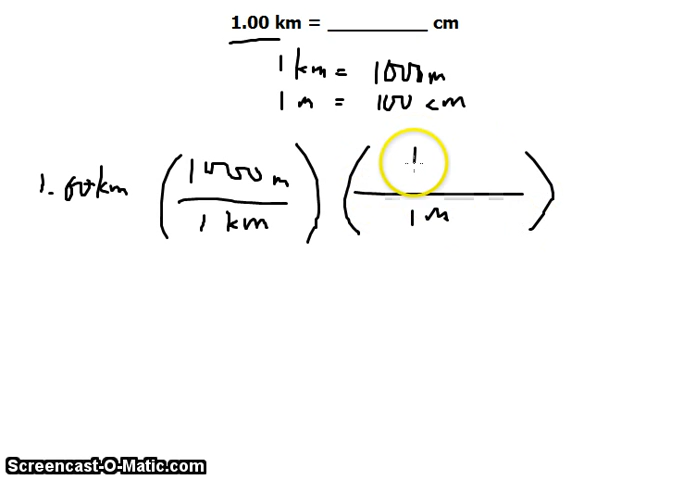 1.00 km = __________ cm
1 km = 1000 m
1 m = 100 cm
1.00 km (1000 m / 1 km) (1 / 1 m)
Screencast-O-Matic.com